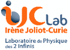 iJCLab
Irène Joliot-Curie
Laboratoire de Physique
des 2 Infinis